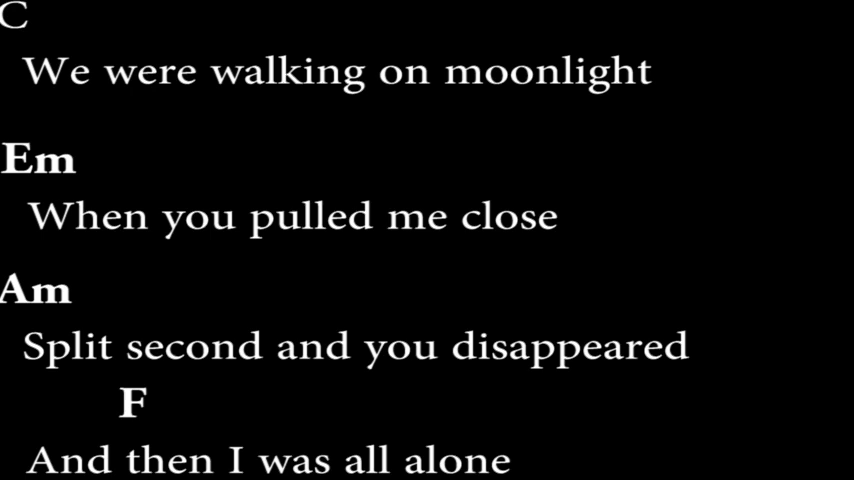 C
We were walking on moonlight
Em
When you pulled me close
Am
Split second and you disappeared
F
And then I was all alone